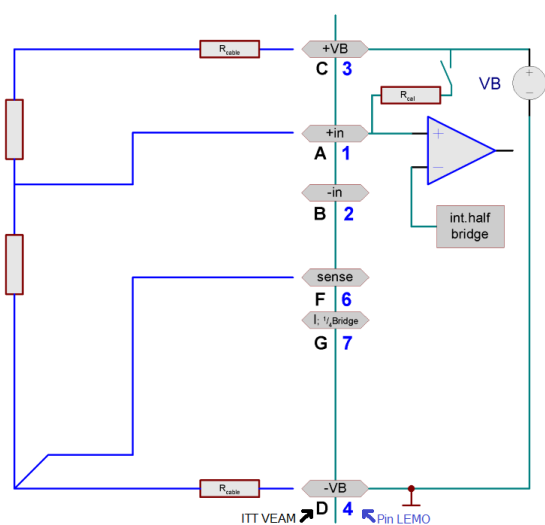 Rcable
+VB
C 3
VB
+
−
Rcal
+in
A 1
+
−
-in
B 2
int.half
bridge
sense
F 6
I; 1/4Bridge
G 7
Rcable
-VB
D 4
ITT VEAM
Pin LEMO